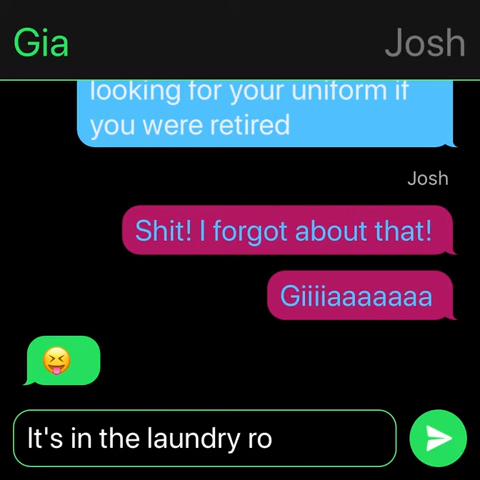 Gia
Josh
looking for your uniform if
you were retired
Josh
Shit! I forgot about that!
Giiiiaaaaaaa
😝
It's in the laundry ro